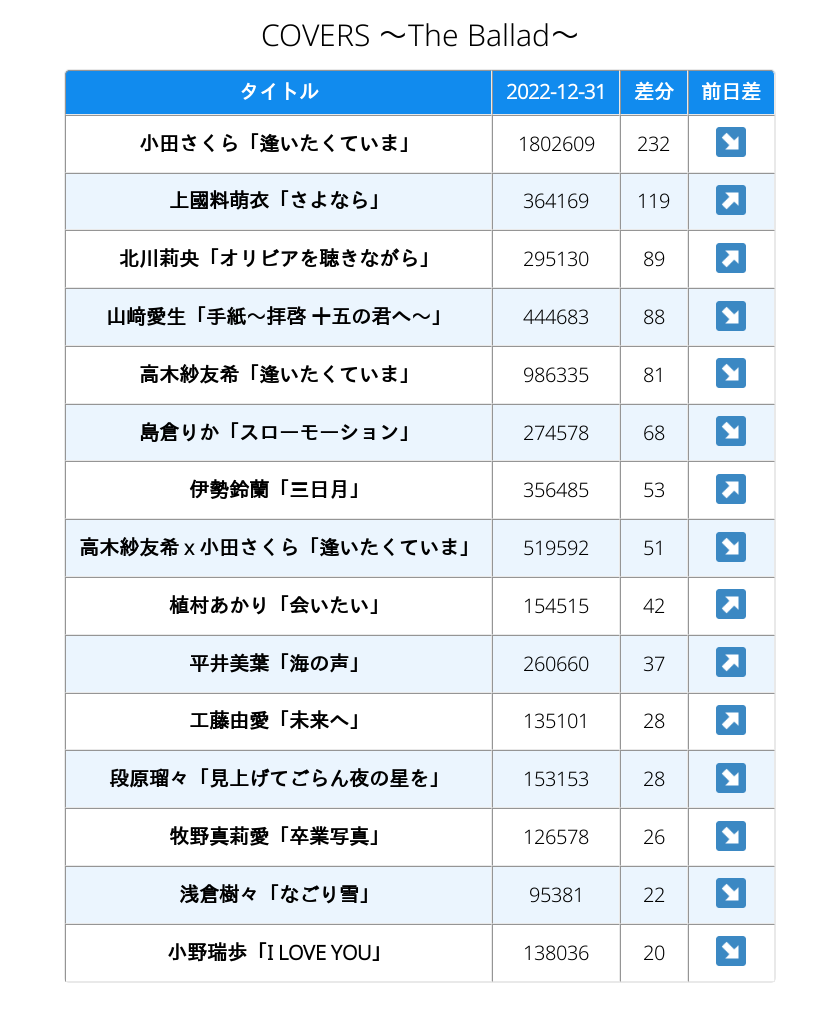 COVERS 〜The Ballad〜
タイトル 2022-12-31 差分 前日差
小田さくら「逢いたくていま」 1802609 232 ↘
上國料萌衣「さよなら」 364169 119 ↗
北川莉央「オリビアを聴きながら」 295130 89 ↗
山﨑愛生「手紙〜拝啓 十五の君へ〜」 444683 88 ↘
高木紗友希「逢いたくていま」 986335 81 ↘
島倉りか「スローモーション」 274578 68 ↘
伊勢鈴蘭「三日月」 356485 53 ↗
高木紗友希 x 小田さくら「逢いたくていま」 519592 51 ↘
植村あかり「会いたい」 154515 42 ↗
平井美葉「海の声」 260660 37 ↗
工藤由愛「未来へ」 135101 28 ↗
段原瑠々「見上げてごらん夜の星を」 153153 28 ↘
牧野真莉愛「卒業写真」 126578 26 ↘
浅倉樹々「なごり雪」 95381 22 ↘
小野瑞歩「I LOVE YOU」 138036 20 ↘